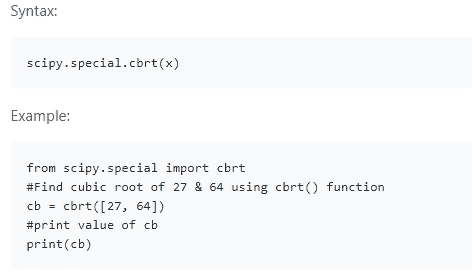 Syntax:
scipy.special.cbrt(x)
Example:
from scipy.special import cbrt
#Find cubic root of 27 & 64 using cbrt() function
cb = cbrt([27, 64])
#print value of cb
print(cb)